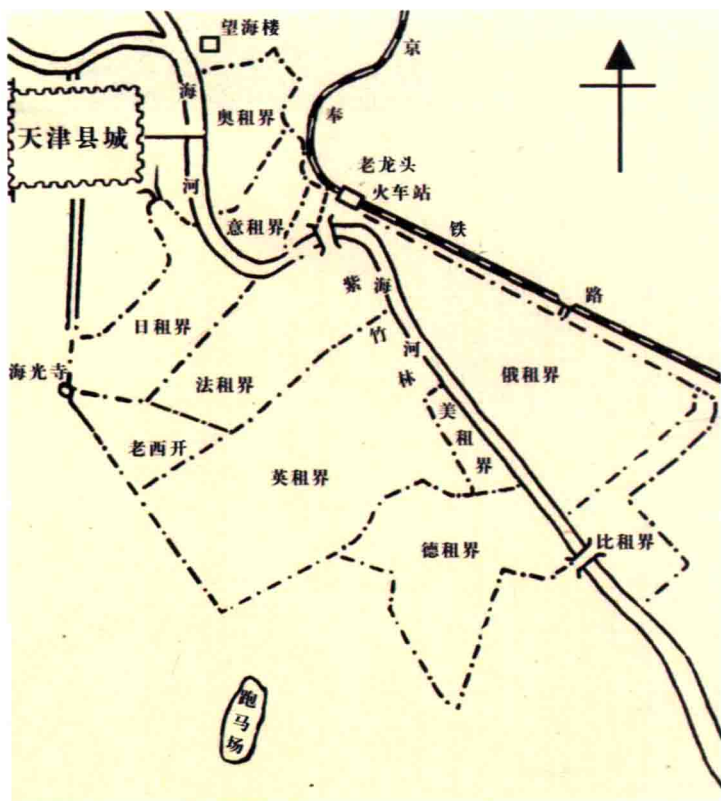 望海楼
京
奉
铁
路
海
河
奥租界
天津县城
老龙头
火车站
意租界
紫
竹
林
海
河
日租界
法租界
俄租界
海光寺
老西开
美
租
界
英租界
德租界
比租界
跑
马
场